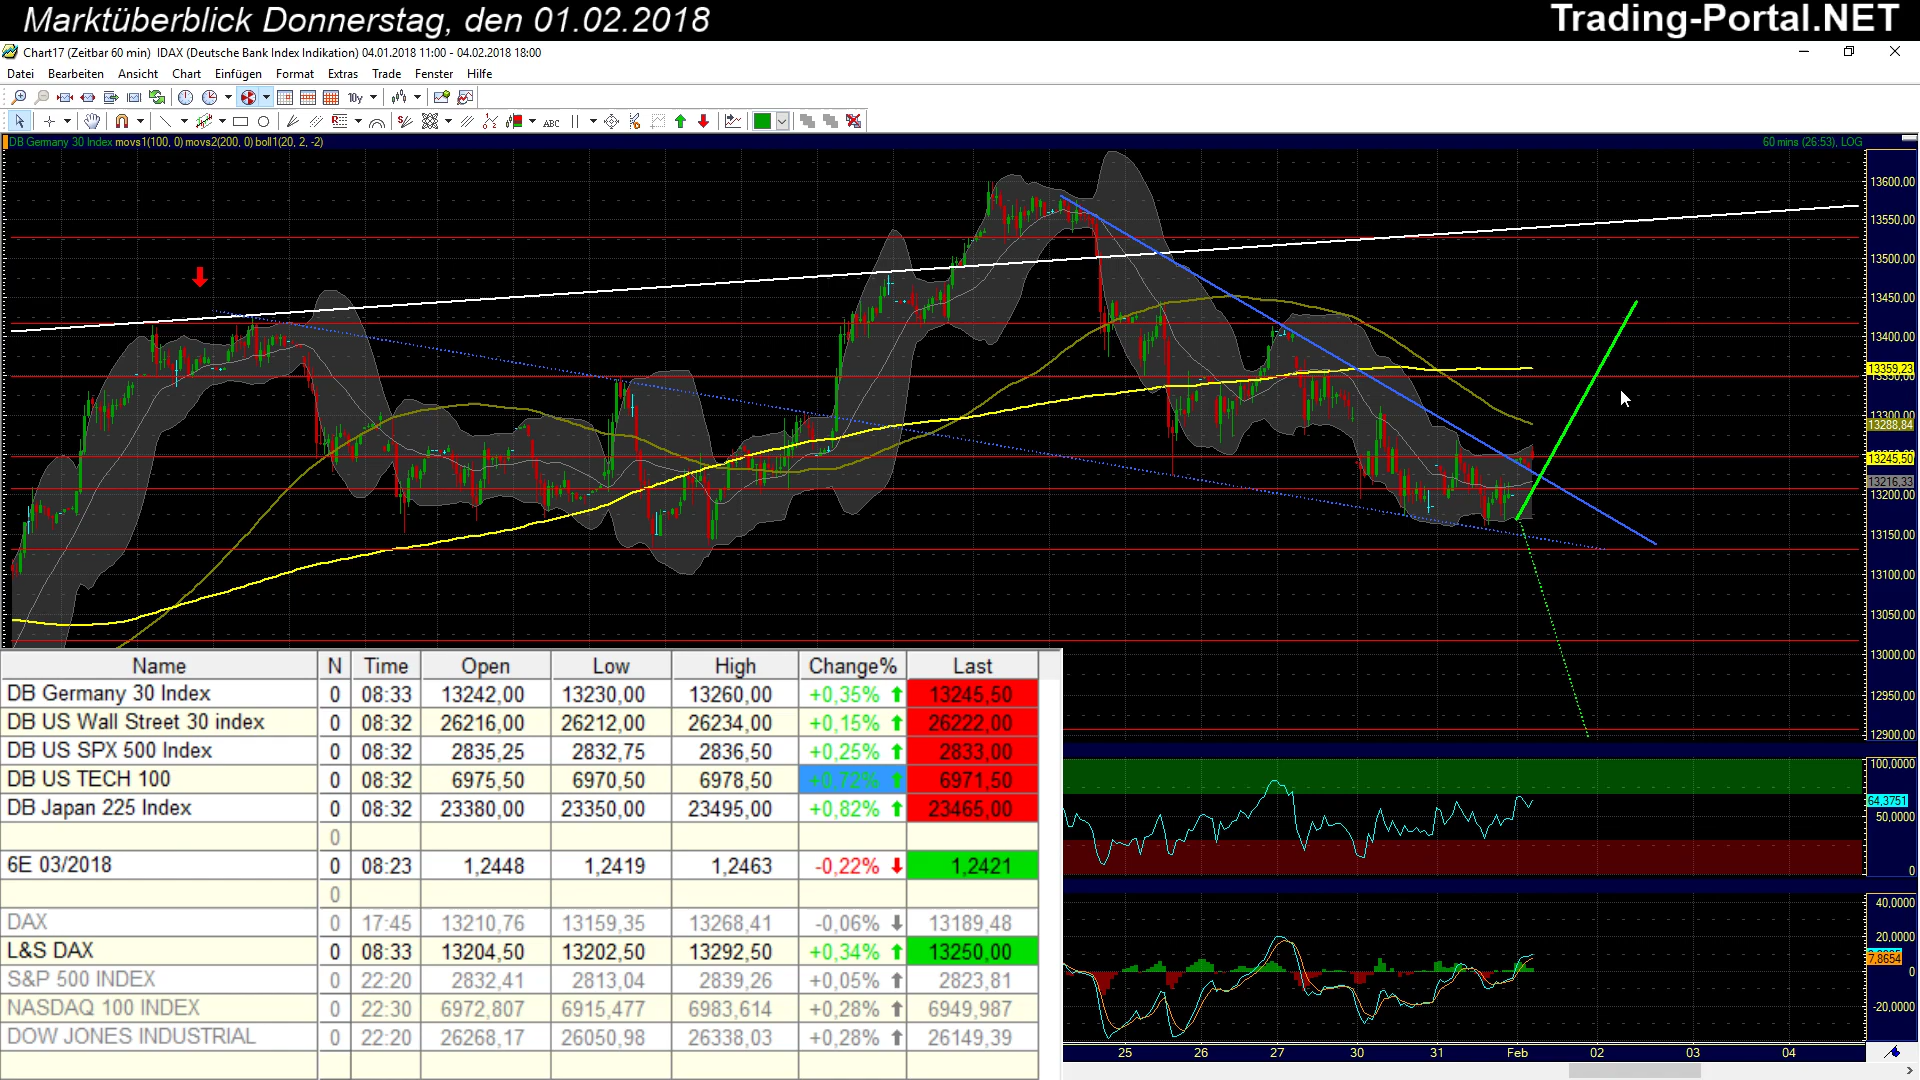 Marktüberblick Donnerstag, den 01.02.2018
Trading-Portal.NET
Chart17 (Zeitbar 60 min) IDAX (Deutsche Bank Index Indikation) 04.01.2018 11:00 - 04.02.2018 18:00
Datei Bearbeiten Ansicht Chart Einfügen Format Extras Trade Fenster Hilfe
10y
ABC
DB Germany 30 Index movs1(100, 0) movs2(200, 0) boll1(20, 2, -2)
60 mins (26:53), LOG
13600,00
13550,00
13500,00
13450,00
13400,00
13359,23
13350,00
13300,00
13288,84
13245,50
13216,33
13200,00
13150,00
13100,00
13050,00
13000,00
12950,00
12900,00
Name N Time Open Low High Change% Last
DB Germany 30 Index 0 08:33 13242,00 13230,00 13260,00 +0,35% 13245,50
DB US Wall Street 30 index 0 08:32 26216,00 26212,00 26234,00 +0,15% 26222,00
DB US SPX 500 Index 0 08:32 2835,25 2832,75 2836,50 +0,25% 2833,00
DB US TECH 100 0 08:32 6975,50 6970,50 6978,50 +0,72% 6971,50
DB Japan 225 Index 0 08:32 23380,00 23350,00 23495,00 +0,82% 23465,00
0
6E 03/2018 0 08:23 1,2448 1,2419 1,2463 -0,22% 1,2421
0
DAX 0 17:45 13210,76 13159,35 13268,41 -0,06% 13189,48
L&S DAX 0 08:33 13204,50 13202,50 13292,50 +0,34% 13250,00
S&P 500 INDEX 0 22:20 2832,41 2813,04 2839,26 +0,05% 2823,81
NASDAQ 100 INDEX 0 22:30 6972,807 6915,477 6983,614 +0,28% 6949,987
DOW JONES INDUSTRIAL 0 22:20 26268,17 26050,98 26338,03 +0,28% 26149,39
100,0000
64,3751
50,0000
0
40,0000
20,0000
7,8654
0
-20,0000
25 26 27 30 31 Feb 02 03 04